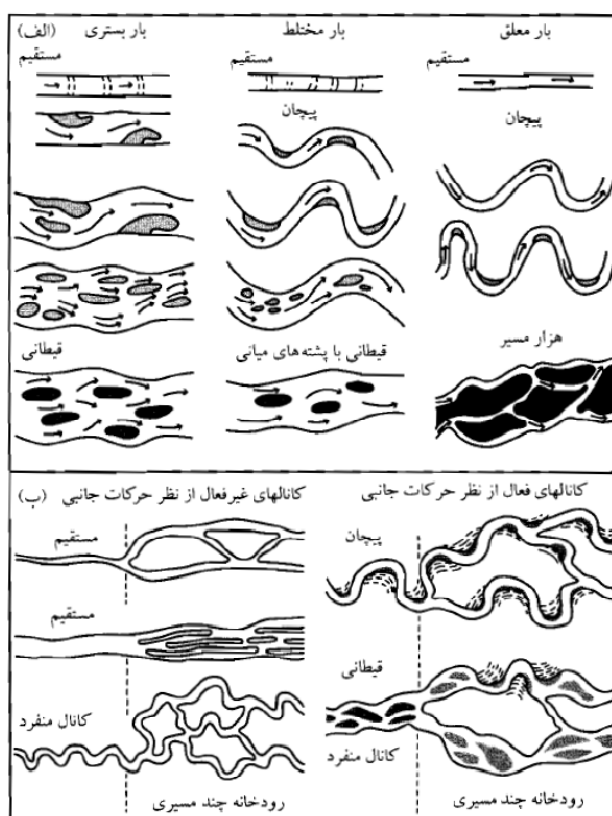 (الف) بار بستری
بار مختلط
بار معلق
مستقیم
مستقیم
مستقیم
پیچان
پیچان
هزار مسیر
قیطانی
قیطانی با پشته های میانی
(ب) کانالهای غیرفعال از نظر حرکات جانبی
کانالهای فعال از نظر حرکات جانبی
پیچان
مستقیم
مستقیم
قیطانی
کانال منفرد
کانال منفرد
رودخانه چند مسیری
رودخانه چند مسیری